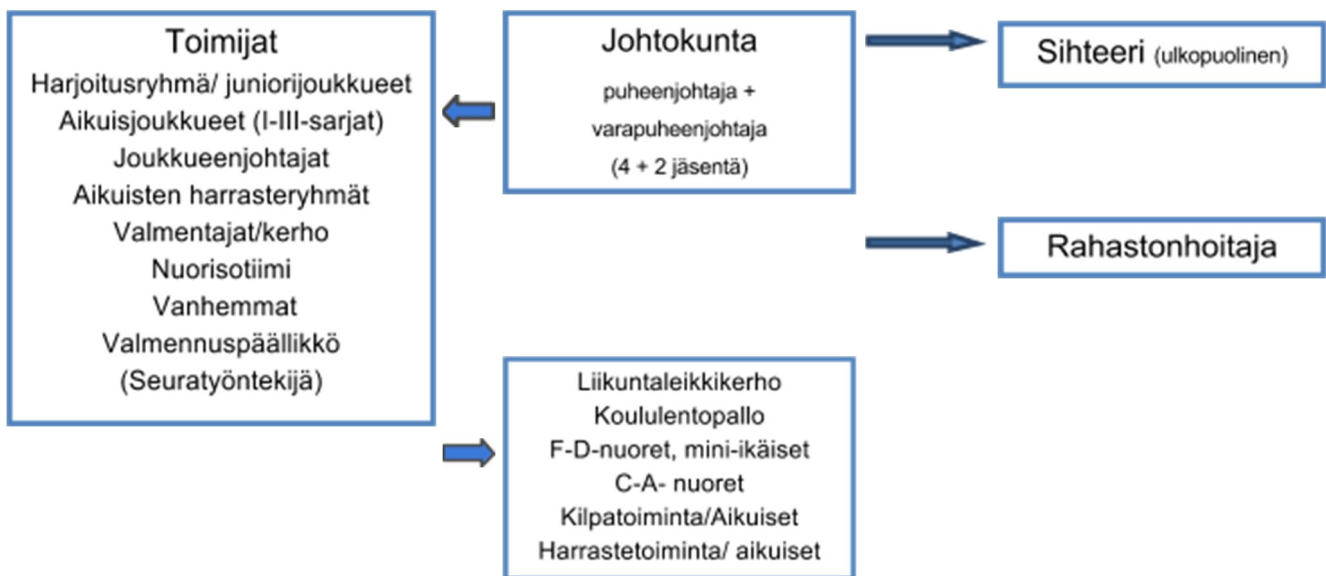 Toimijat
Harjoitusryhmä/ juniorijoukkueet
Aikuisjoukkueet (I-III-sarjat)
Joukkueenjohtajat
Aikuisten harrasteryhmät
Valmentajat/kerho
Nuorisotiimi
Vanhemmat
Valmennuspäällikkö
(Seuratyöntekijä)
Johtokunta
puheenjohtaja +
varapuheenjohtaja
(4 + 2 jäsentä)
Sihteeri (ulkopuolinen)
Rahastonhoitaja
Liikuntaleikkikerho
Koululentopallo
F-D-nuoret, mini-ikäiset
C-A- nuoret
Kilpatoiminta/Aikuiset
Harrastetoiminta/ aikuiset